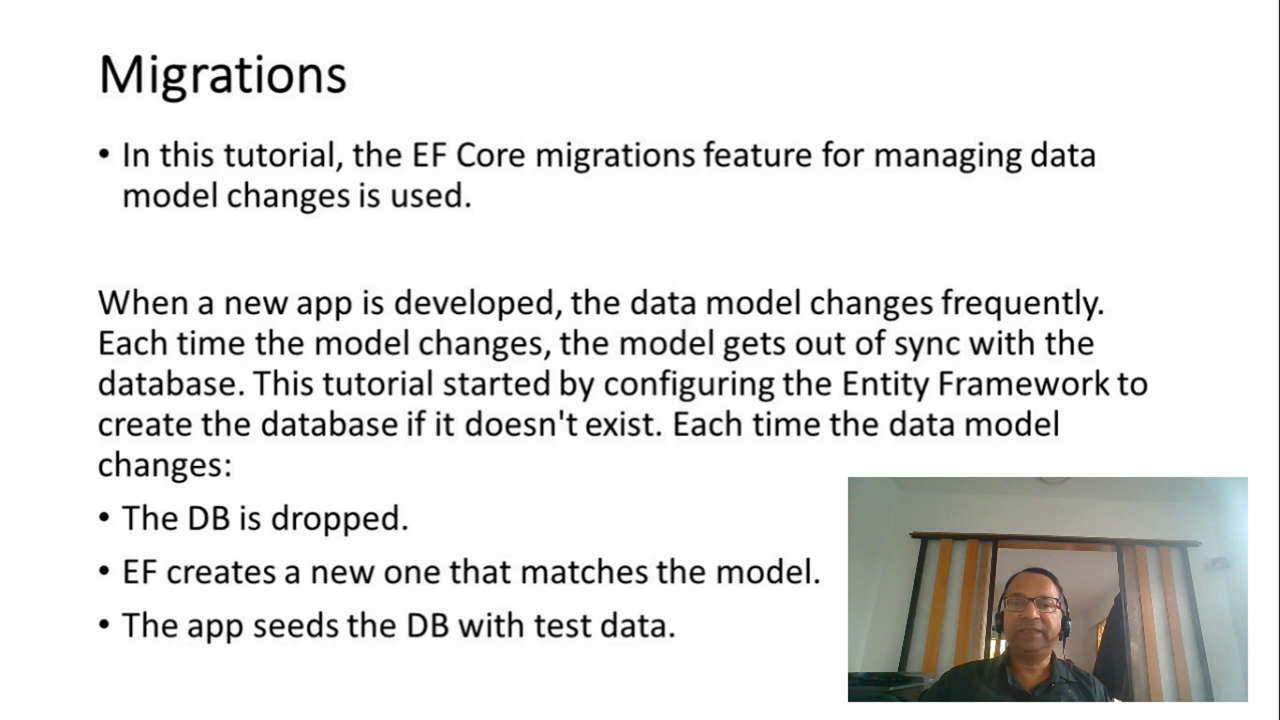 Migrations
• In this tutorial, the EF Core migrations feature for managing data
model changes is used.
When a new app is developed, the data model changes frequently.
Each time the model changes, the model gets out of sync with the
database. This tutorial started by configuring the Entity Framework to
create the database if it doesn't exist. Each time the data model
changes:
• The DB is dropped.
• EF creates a new one that matches the model.
• The app seeds the DB with test data.